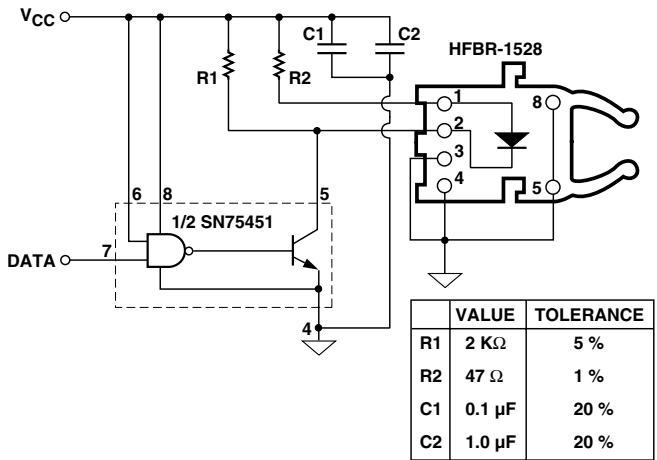 VCC
C1
C2
R1
R2
HFBR-1528
1
2
3
4
8
5
6
8
5
1/2 SN75451
DATA
7
4
VALUE TOLERANCE
R1 2 KΩ 5 %
R2 47 Ω 1 %
C1 0.1 µF 20 %
C2 1.0 µF 20 %